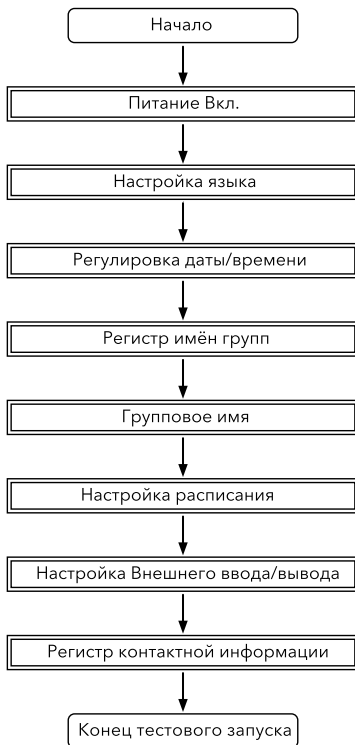 Начало
Питание Вкл.
Настройка языка
Регулировка даты/времени
Регистр имён групп
Групповое имя
Настройка расписания
Настройка Внешнего ввода/вывода
Регистр контактной информации
Конец тестового запуска